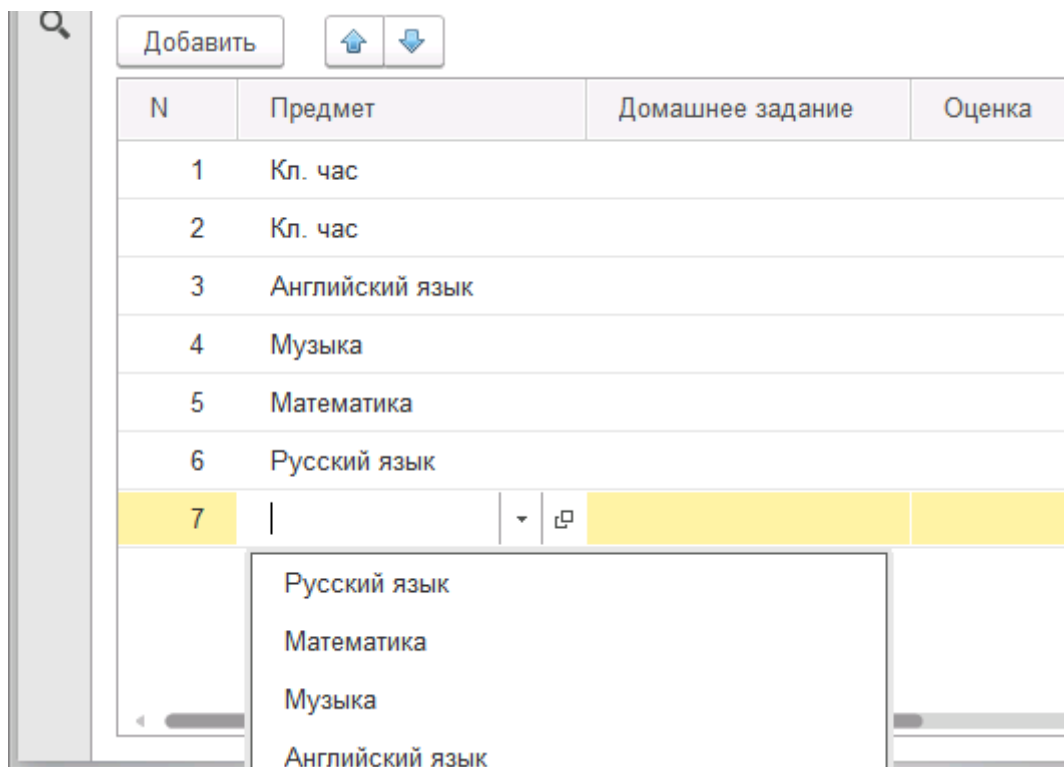 Добавить
N Предмет Домашнее задание Оценка
1 Кл. час
2 Кл. час
3 Английский язык
4 Музыка
5 Математика
6 Русский язык
7
Русский язык
Математика
Музыка
Английский язык